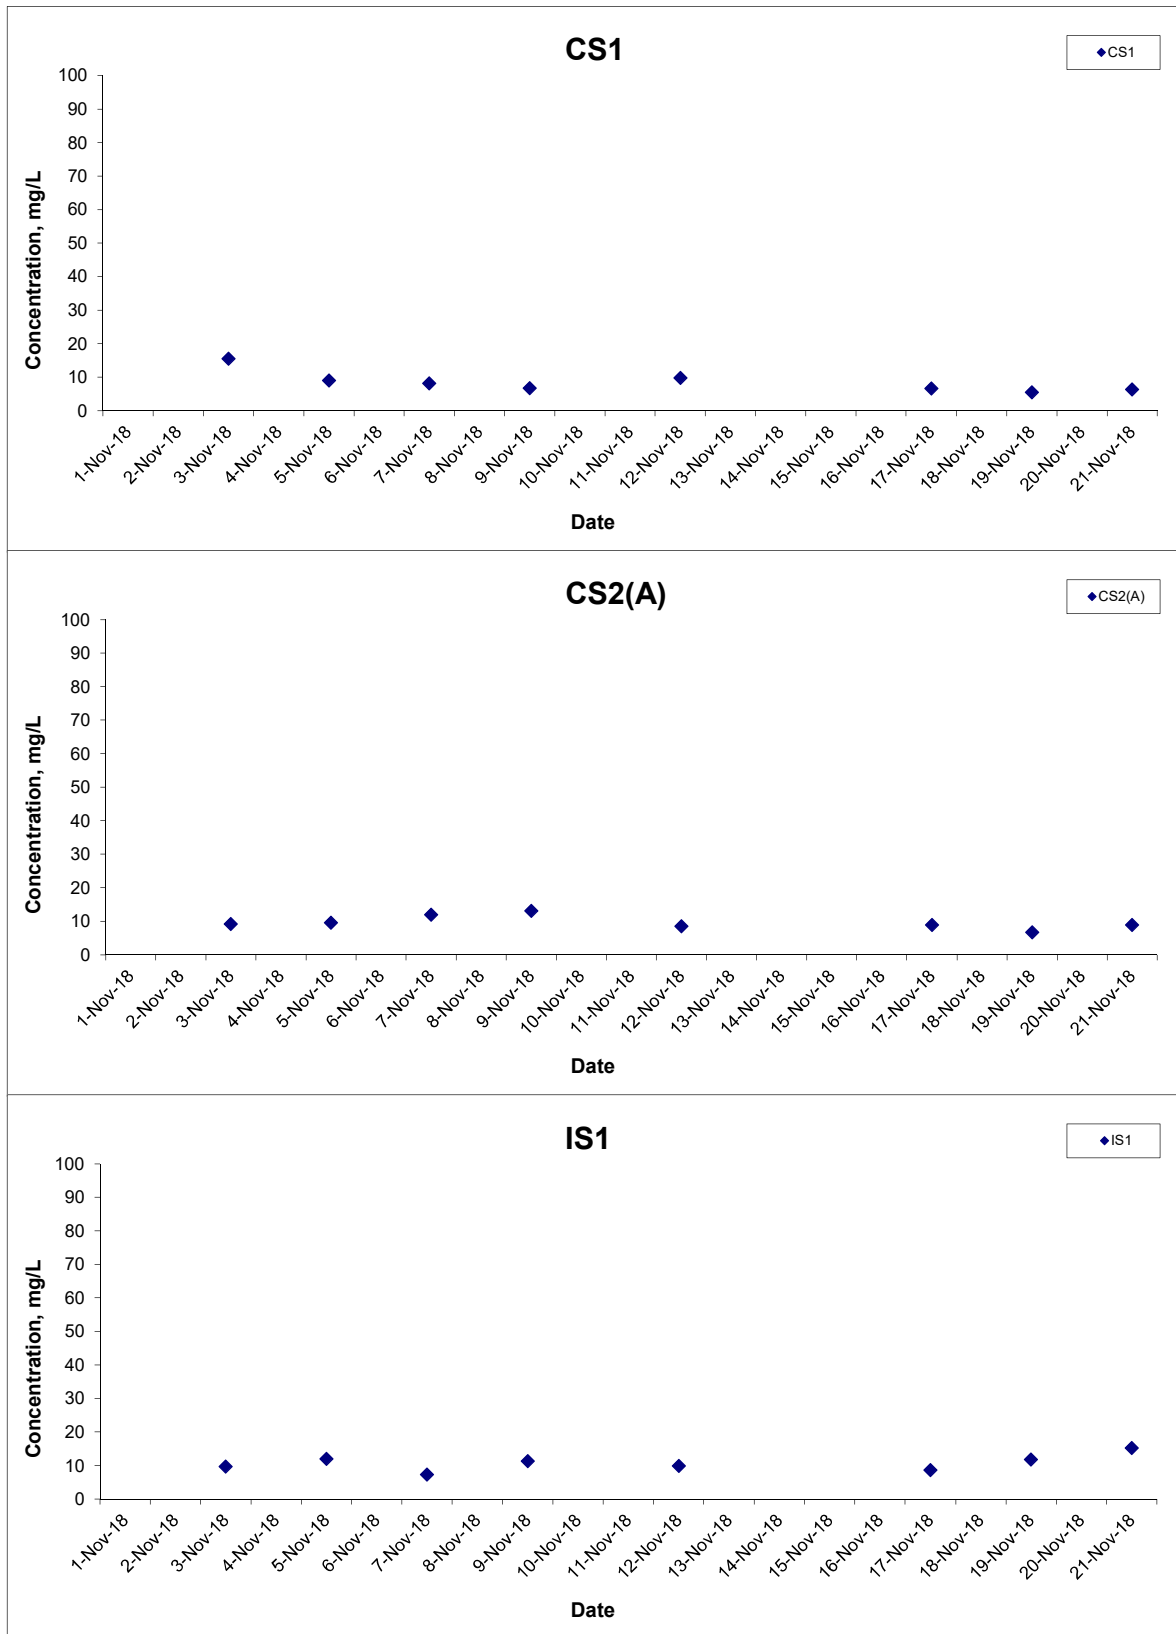 CS1
CS1
100
90
80
70
60
50
40
30
20
10
0
Concentration, mg/L
1-Nov-18
2-Nov-18
3-Nov-18
4-Nov-18
5-Nov-18
6-Nov-18
7-Nov-18
8-Nov-18
9-Nov-18
10-Nov-18
11-Nov-18
12-Nov-18
13-Nov-18
14-Nov-18
15-Nov-18
16-Nov-18
17-Nov-18
18-Nov-18
19-Nov-18
20-Nov-18
21-Nov-18
Date
CS2(A)
CS2(A)
100
90
80
70
60
50
40
30
20
10
0
Concentration, mg/L
1-Nov-18
2-Nov-18
3-Nov-18
4-Nov-18
5-Nov-18
6-Nov-18
7-Nov-18
8-Nov-18
9-Nov-18
10-Nov-18
11-Nov-18
12-Nov-18
13-Nov-18
14-Nov-18
15-Nov-18
16-Nov-18
17-Nov-18
18-Nov-18
19-Nov-18
20-Nov-18
21-Nov-18
Date
IS1
IS1
100
90
80
70
60
50
40
30
20
10
0
Concentration, mg/L
1-Nov-18
2-Nov-18
3-Nov-18
4-Nov-18
5-Nov-18
6-Nov-18
7-Nov-18
8-Nov-18
9-Nov-18
10-Nov-18
11-Nov-18
12-Nov-18
13-Nov-18
14-Nov-18
15-Nov-18
16-Nov-18
17-Nov-18
18-Nov-18
19-Nov-18
20-Nov-18
21-Nov-18
Date